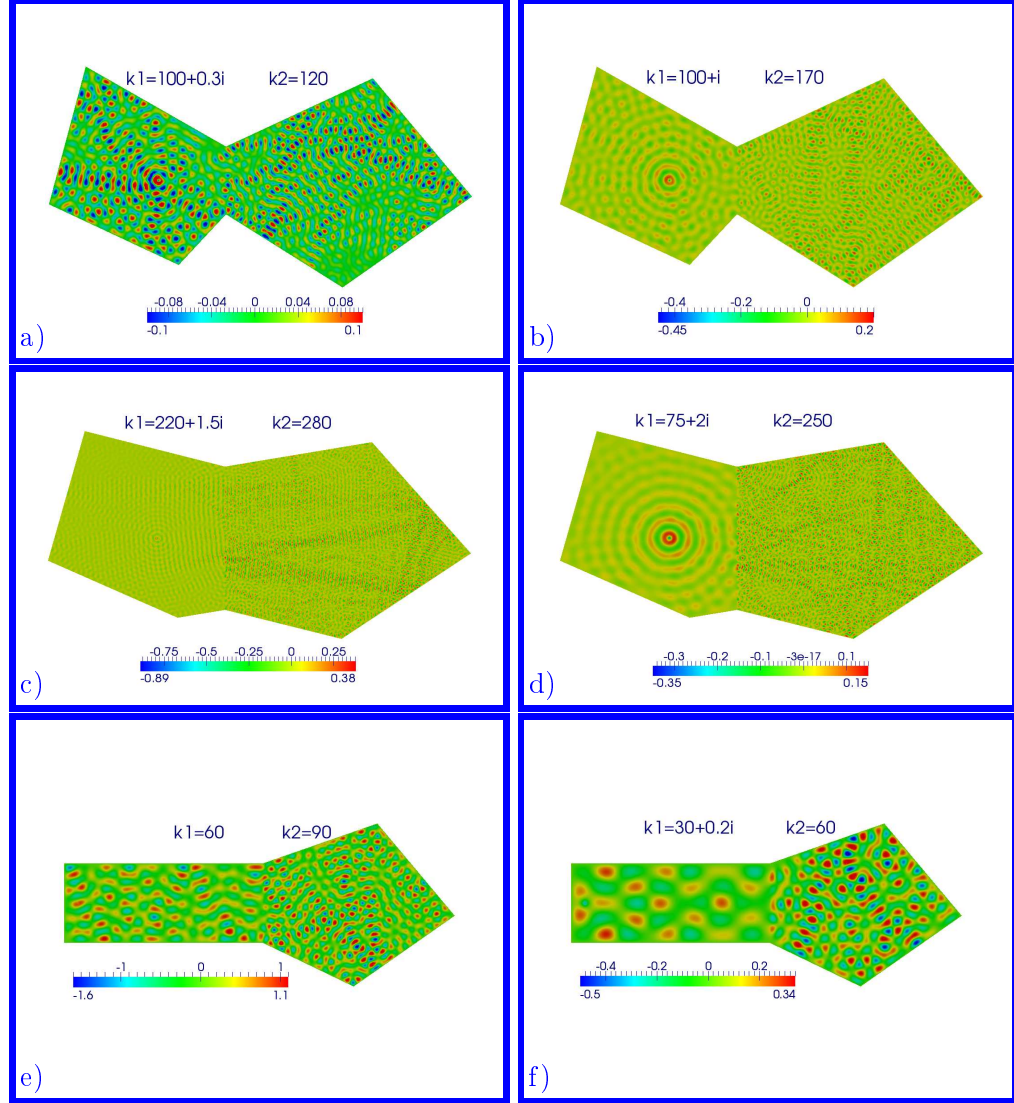 k1=100+0.3i k2=120
-0.08 -0.04 0 0.04 0.08
-0.1 0.1
a)
k1=100+i k2=170
-0.4 -0.2 0
-0.45 0.2
b)
k1=220+1.5i k2=280
-0.75 -0.5 -0.25 0 0.25
-0.89 0.38
c)
k1=75+2i k2=250
-0.3 -0.2 -0.1 -3e-17 0.1
-0.35 0.15
d)
k1=60 k2=90
-1 0 1
-1.6 1.1
e)
k1=30+0.2i k2=60
-0.4 -0.2 0 0.2
-0.5 0.34
f)